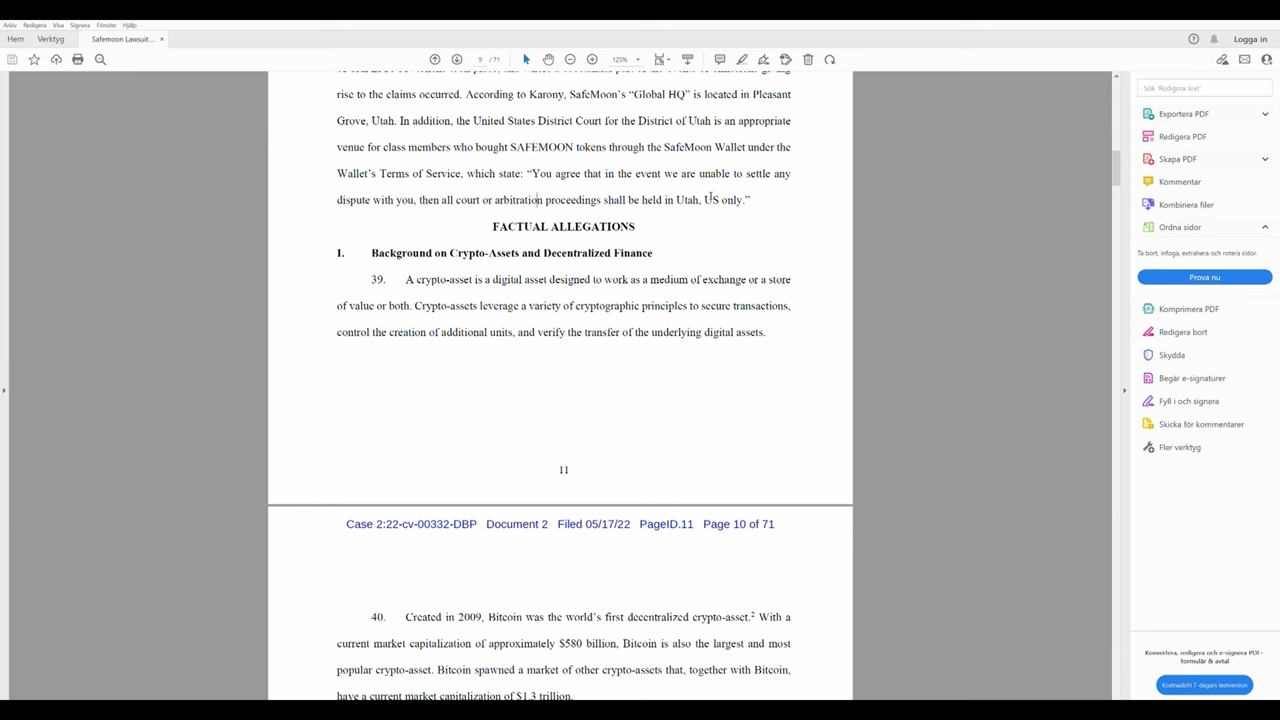 Arkiv Redigera Visa Signera Fönster Hjälp
Hem Verktyg Safemoon Lawsuit... × Logga in
9 / 71 125%
rise to the claims occurred. According to Karony, SafeMoon's “Global HQ” is located in Pleasant
Grove, Utah. In addition, the United States District Court for the District of Utah is an appropriate
venue for class members who bought SAFEMOON tokens through the SafeMoon Wallet under the
Wallet's Terms of Service, which state: “You agree that in the event we are unable to settle any
dispute with you, then all court or arbitration proceedings shall be held in Utah, US only.”
FACTUAL ALLEGATIONS
I. Background on Crypto-Assets and Decentralized Finance
39. A crypto-asset is a digital asset designed to work as a medium of exchange or a store
of value or both. Crypto-assets leverage a variety of cryptographic principles to secure transactions,
control the creation of additional units, and verify the transfer of the underlying digital assets.
11
Case 2:22-cv-00332-DBP Document 2 Filed 05/17/22 PageID.11 Page 10 of 71
40. Created in 2009, Bitcoin was the world's first decentralized crypto-asset.2 With a
current market capitalization of approximately $580 billion, Bitcoin is also the largest and most
popular crypto-asset. Bitcoin spawned a market of other crypto-assets that, together with Bitcoin,
have a current market capitalization of $1.3 trillion.
Sök 'Redigera text'
Exportera PDF
Redigera PDF
Skapa PDF
Kommentar
Kombinera filer
Ordna sidor
Ta bort, infoga, extrahera och rotera sidor.
Prova nu
Komprimera PDF
Redigera bort
Skydda
Begär e-signaturer
Fyll i och signera
Skicka för kommentarer
Fler verktyg
Konvertera, redigera och e-signera PDF-
formulär & avtal
Kostnadsfri 7-dagars testversion